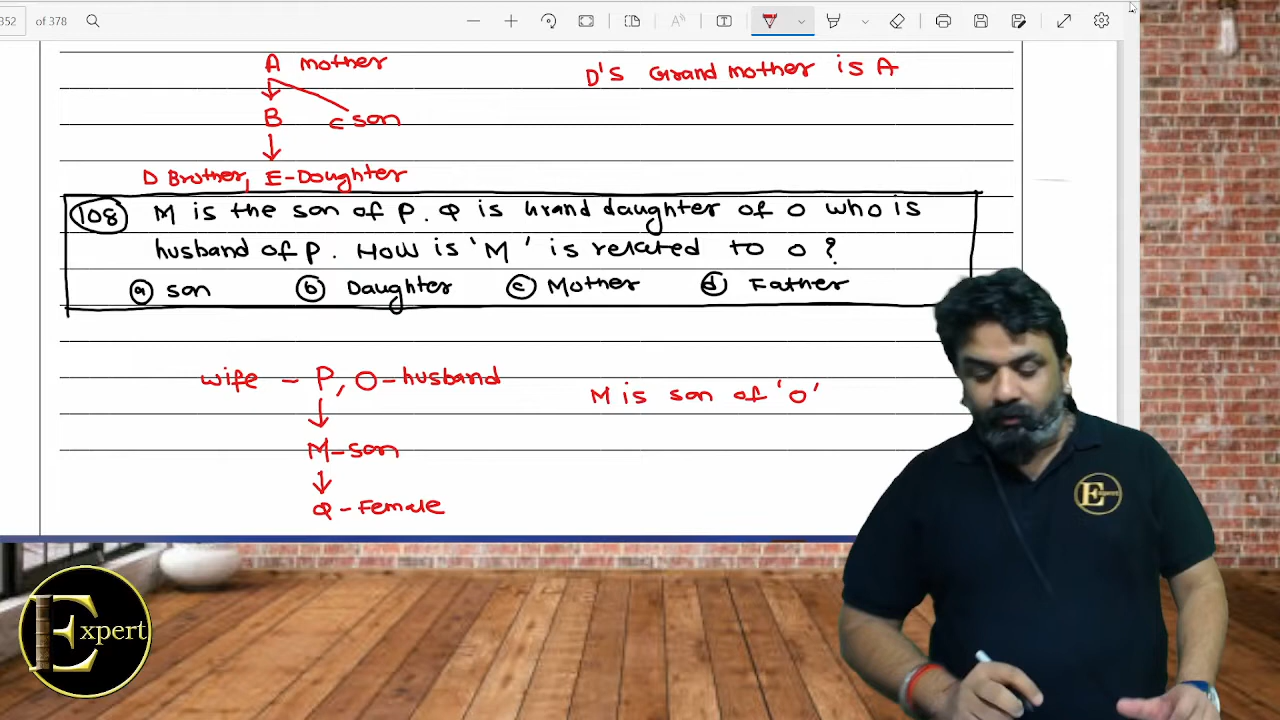 352 of 378
A mother
D's Grand mother is A
B
C son
D Brother, E-Daughter
108 M is the son of P. Q is Grand daughter of O who is
husband of P. How is 'M' is related to O?
a son b Daughter c Mother d Father
wife - P, O-husband
M is son of 'O'
M-son
Q-Female
Expert
Expert